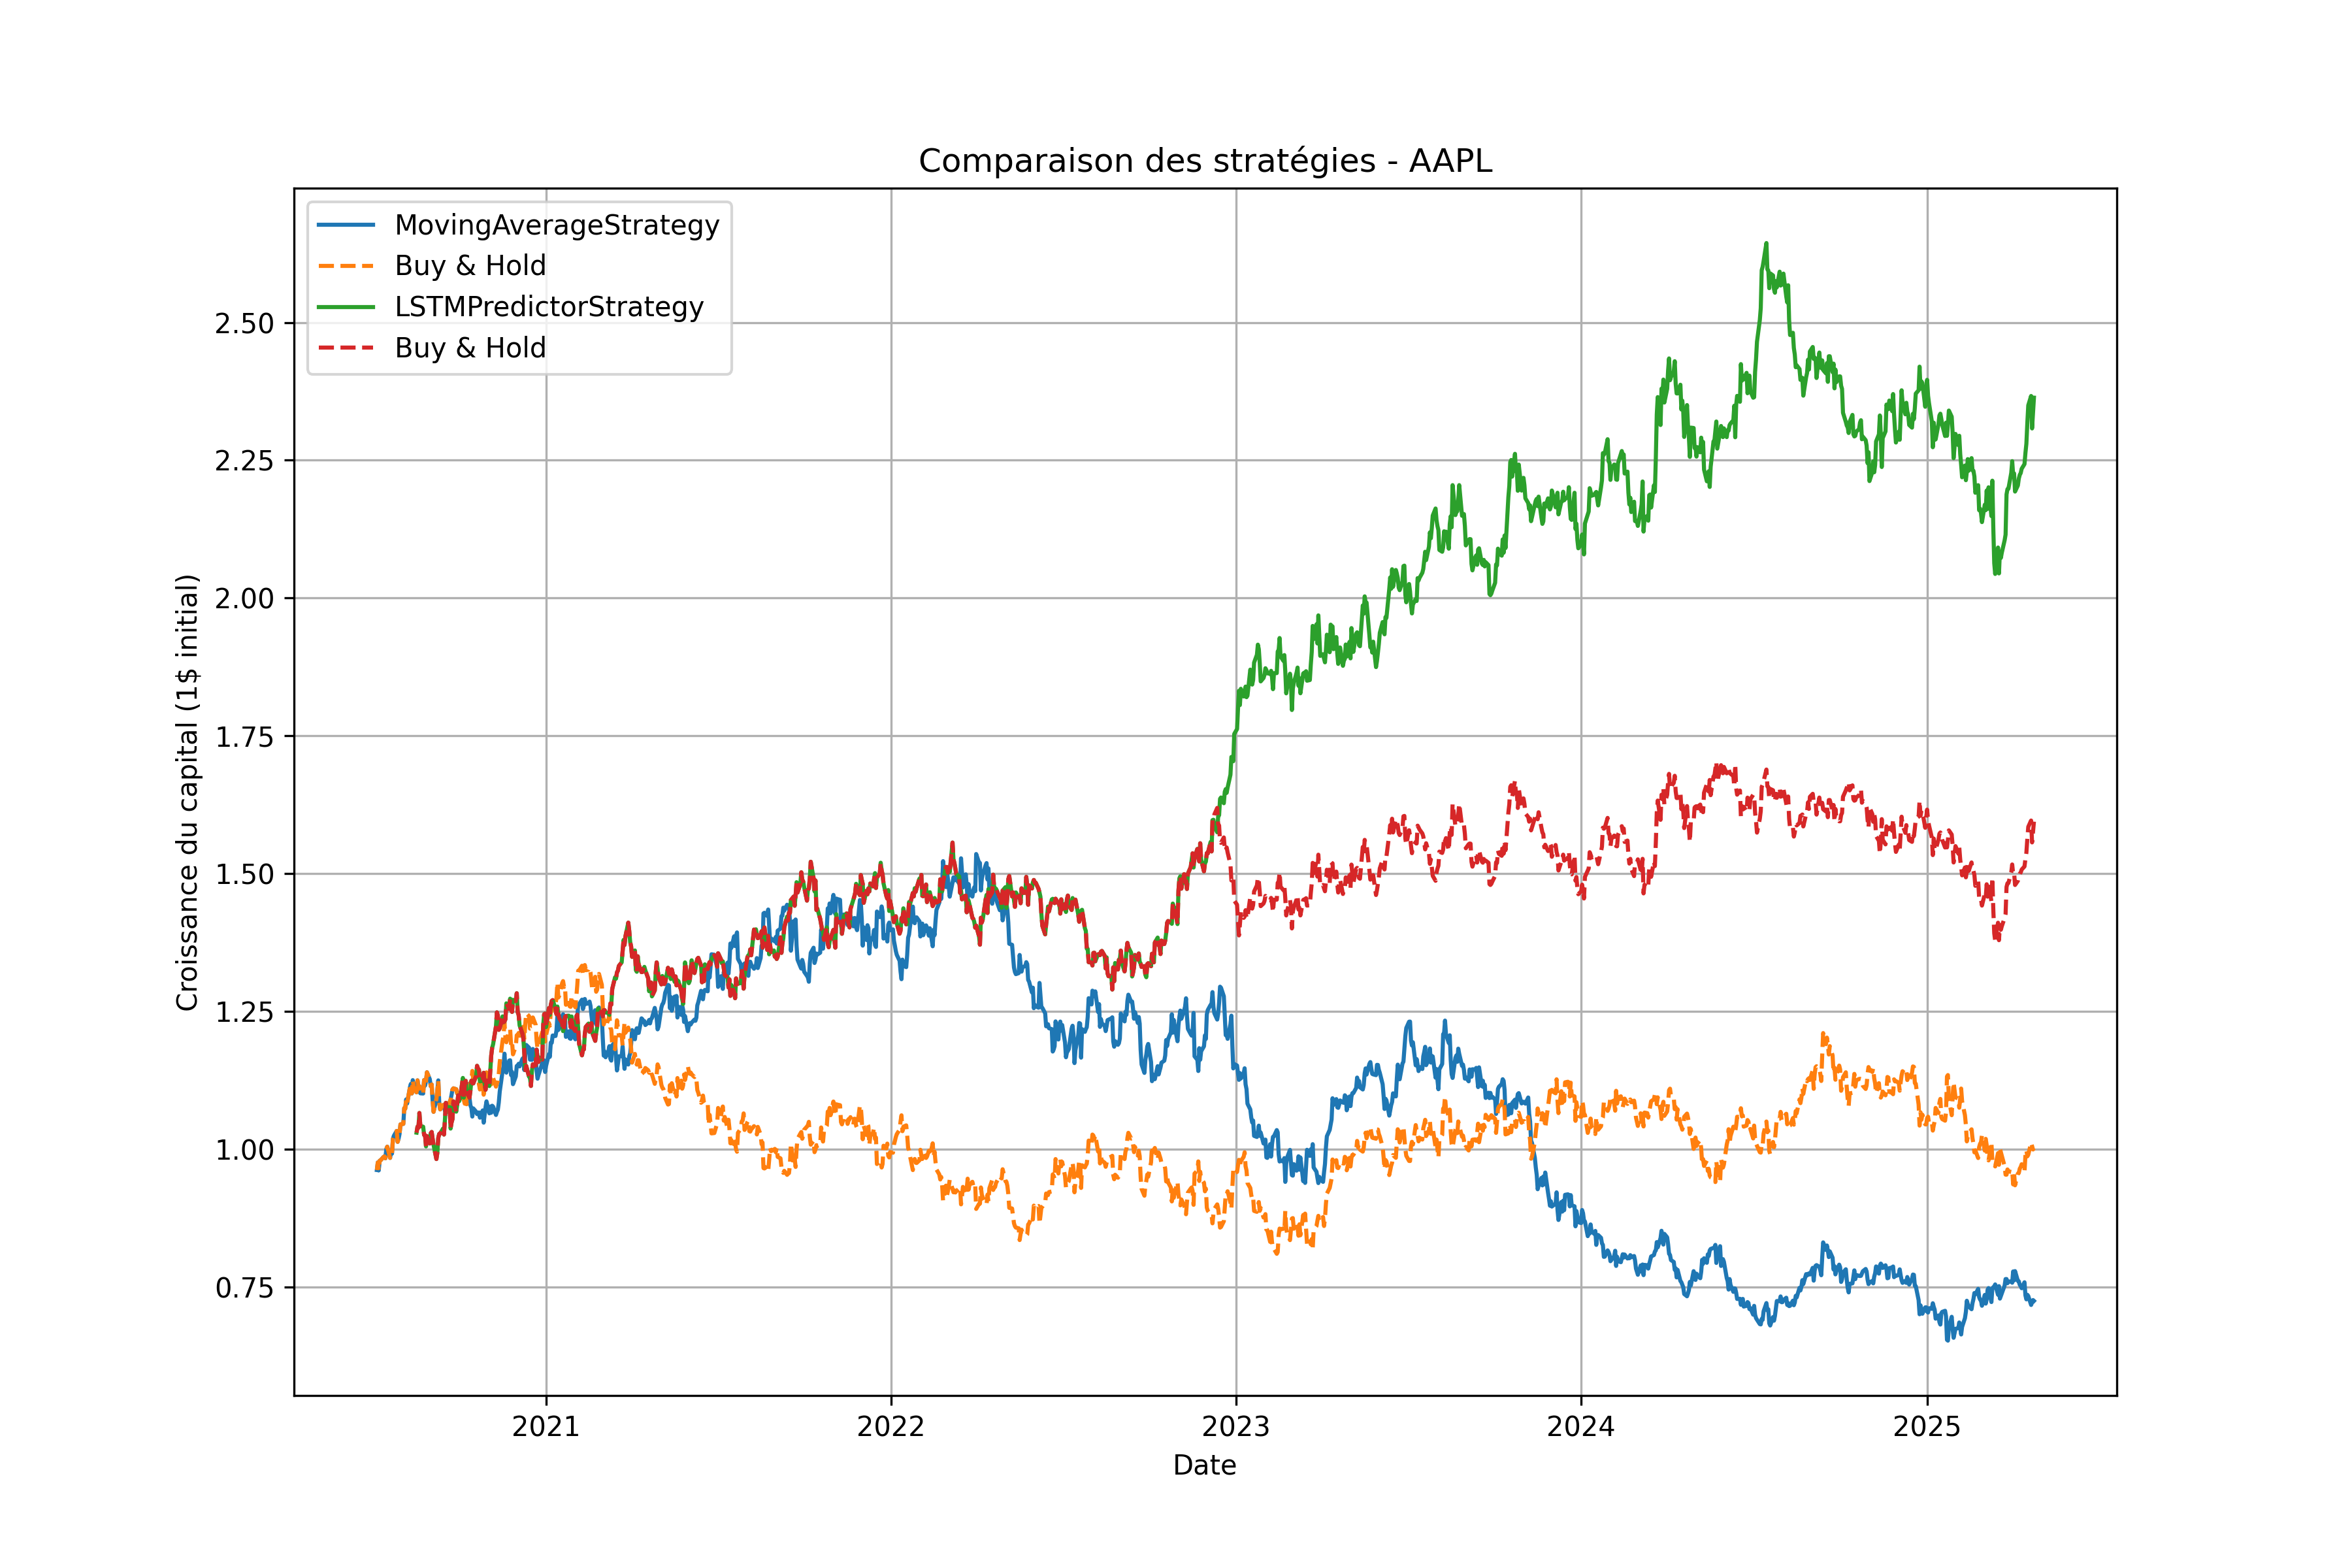 Comparaison des stratégies - AAPL
MovingAverageStrategy
Buy & Hold
LSTMPredictorStrategy
Buy & Hold
2.50
2.25
2.00
1.75
1.50
1.25
1.00
0.75
Croissance du capital (1$ initial)
2021 2022 2023 2024 2025
Date